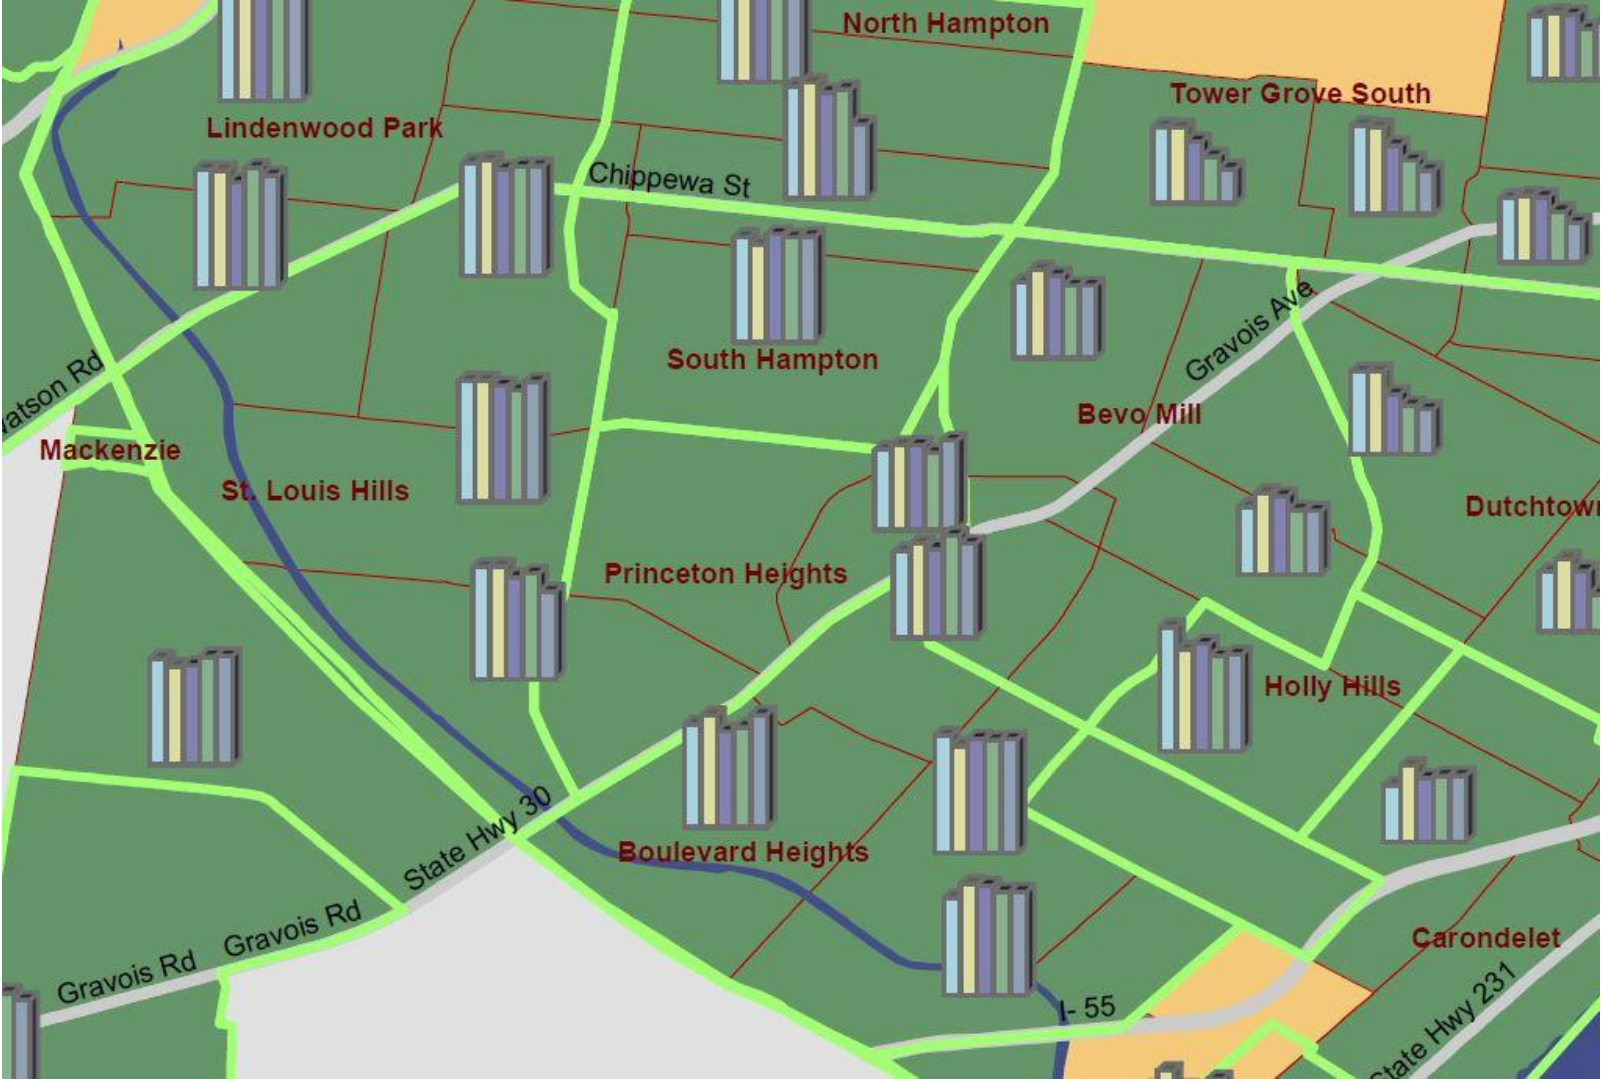 North Hampton
Tower Grove South
Lindenwood Park
Chippewa St
South Hampton
Gravois Ave
Watson Rd
Bevo Mill
Mackenzie
St. Louis Hills
Dutchtown
Princeton Heights
Holly Hills
State Hwy 30
Boulevard Heights
Gravois Rd
Gravois Rd
Carondelet
I- 55
State Hwy 231